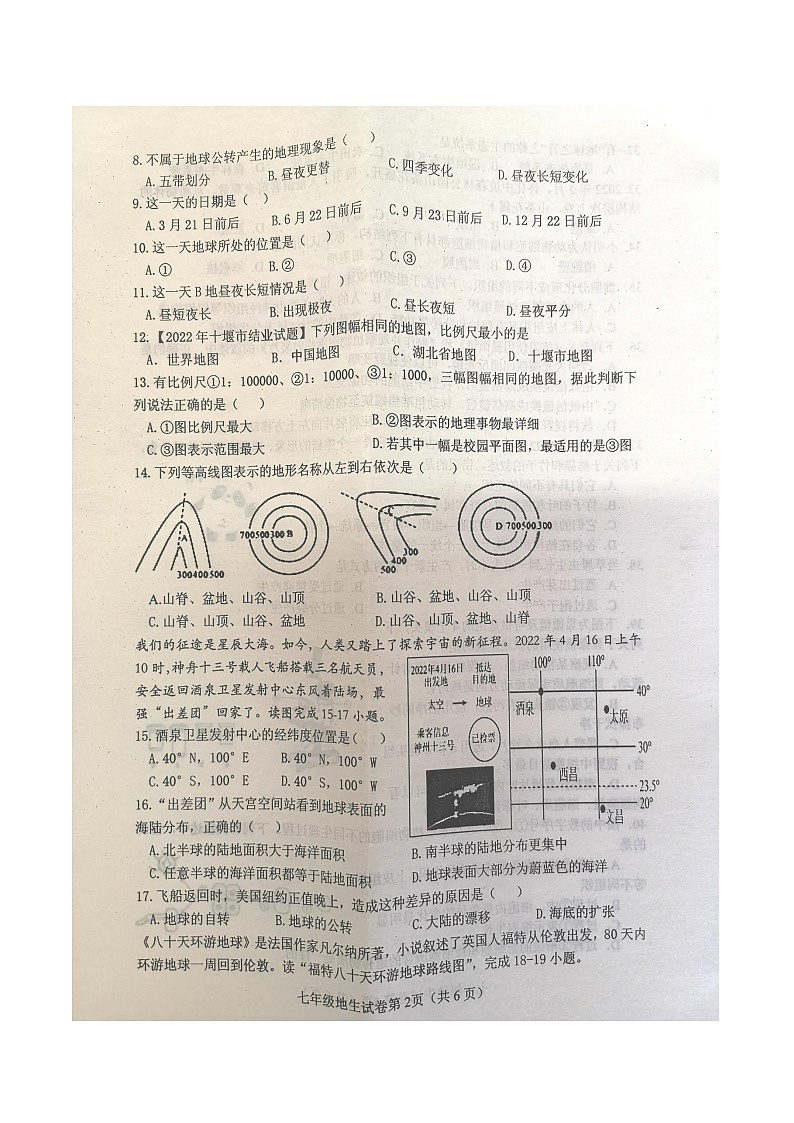 8.不属于地球公转产生的地理现象是（　）
A.五带划分　B.昼夜更替　C.四季变化　D.昼夜长短变化
9.这一天的日期是（　）
A.3月21日前后　B.6月22日前后　C.9月23日前后　D.12月22日前后
10.这一天地球所处的位置是（　）
A.①　B.②　C.③　D.④
11.这一天B地昼夜长短情况是（　）
A.昼短夜长　B.出现极夜　C.昼长夜短　D.昼夜平分
12.【2022年十堰市结业试题】下列图幅相同的地图，比例尺最小的是
A.世界地图　B.中国地图　C.湖北省地图　D.十堰市地图
13.有比例尺①1：100000、②1：10000、③1：1000，三幅图幅相同的地图，据此判断下
列说法正确的是（　）
A.①图比例尺最大　B.②图表示的地理事物最详细
C.③图表示范围最大　D.若其中一幅是校园平面图，最适用的是③图
14.下列等高线图表示的地形名称从左到右依次是（　）
A
300 400 500
700 500 300 B
C
300
400
500
D 700 500 300
A.山脊、盆地、山谷、山顶　B.山谷、盆地、山脊、山顶
C.山脊、山顶、山谷、盆地　D.山谷、山顶、盆地、山脊
我们的征途是星辰大海。如今，人类又踏上了探索宇宙的新征程。2022年4月16日上午
10时,神舟十三号载人飞船搭载三名航天员，
安全返回酒泉卫星发射中心东风着陆场，最
强“出差团”回家了。读图完成15-17小题。
2022年4月16日　抵达
出发地　目的地
太空　地球
乘客信息　已检票
神州十三号
100°　110°
酒泉　40°
太原
30°
西昌
23.5°
20°
文昌
15.酒泉卫星发射中心的经纬度位置是(　)
A.40°N，100°E　B.40°N，100°W
C.40°S，100°E　D.40°S，100°W
16.“出差团”从天宫空间站看到地球表面的
海陆分布，正确的（　）
A.北半球的陆地面积大于海洋面积　B.南半球的陆地分布更集中
C.任意半球的海洋面积都等于陆地面积　D.地球表面大部分为蔚蓝色的海洋
17.飞船返回时，美国纽约正值晚上，造成这种差异的原因是（　）
A.地球的自转　B.地球的公转　C.大陆的漂移　D.海底的扩张
《八十天环游地球》是法国作家凡尔纳所著，小说叙述了英国人福特从伦敦出发，80天内
环游地球一周回到伦敦。读“福特八十天环游地球路线图”，完成18-19小题。
七年级地生试卷第2页（共6页）